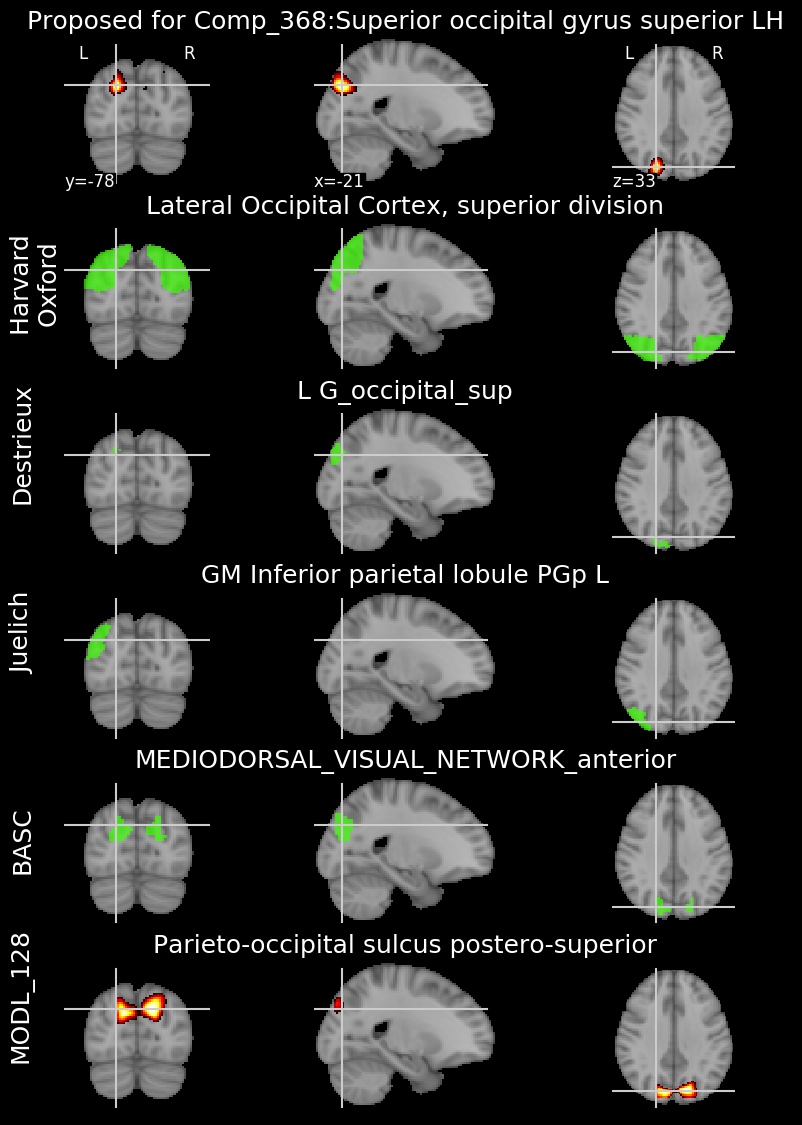 Proposed for Comp_368:Superior occipital gyrus superior LH
L R L R
y=-78 x=-21 z=33
Lateral Occipital Cortex, superior division
Harvard
Oxford
L G_occipital_sup
Destrieux
GM Inferior parietal lobule PGp L
Juelich
MEDIODORSAL_VISUAL_NETWORK_anterior
BASC
Parieto-occipital sulcus postero-superior
MODL_128